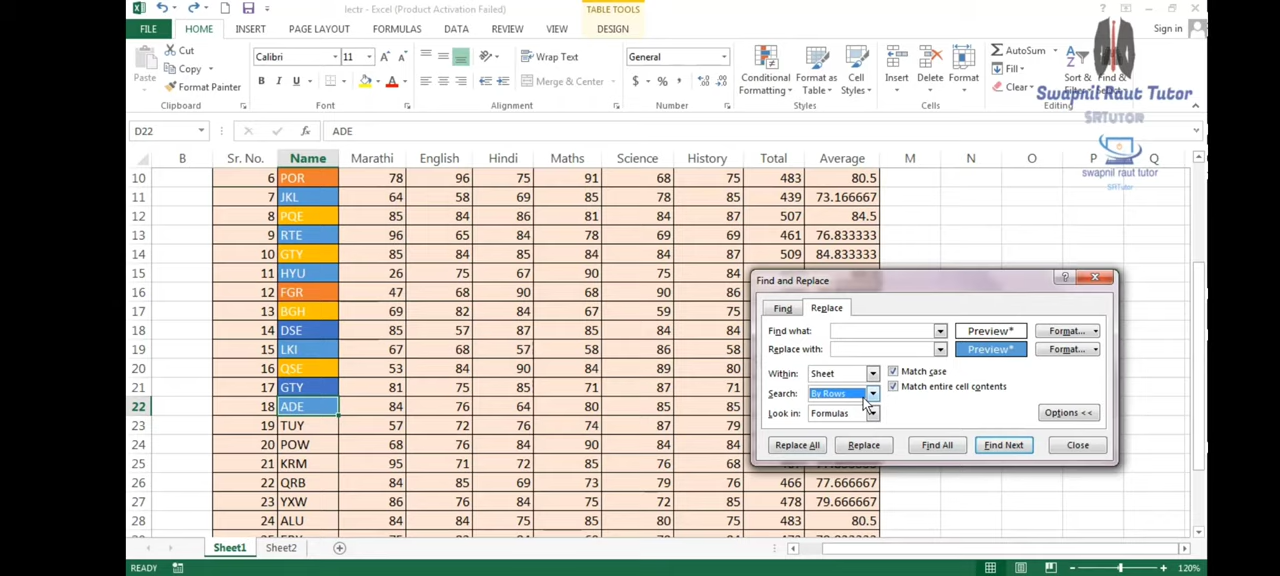 lectr - Excel (Product Activation Failed)
TABLE TOOLS
FILE HOME INSERT PAGE LAYOUT FORMULAS DATA REVIEW VIEW DESIGN Sign in
Paste Cut Copy Format Painter
Calibri 11
B I U
Wrap Text
Merge & Center
General
$ % ,
Conditional Formatting Format as Table Cell Styles
Insert Delete Format
AutoSum Fill Clear
Sort & Find &
Clipboard Font Alignment Number Styles Cells Editing
Swapnil Raut Tutor
SRTutor
swapnil raut tutor
SRTutor
D22 fx ADE
B Sr. No. Name Marathi English Hindi Maths Science History Total Average M N O P Q
10 6 POR 78 96 75 91 68 75 483 80.5
11 7 JKL 64 58 69 85 78 85 439 73.166667
12 8 PQE 85 84 86 81 84 87 507 84.5
13 9 RTE 96 65 84 78 69 69 461 76.833333
14 10 GTY 85 84 85 84 84 87 509 84.833333
15 11 HYU 26 75 67 90 75 84
16 12 FGR 47 68 90 68 90 86
17 13 BGH 69 82 84 67 59 75
18 14 DSE 85 57 87 85 84 84
19 15 LKI 67 68 57 58 86 58
20 16 QSE 53 84 90 84 90 87
21 17 GTY 81 75 85 71 87 71
22 18 ADE 84 76 64 80 85 85
23 19 TUY 57 72 76 74 87 79
24 20 POW 68 76 84 90 84 84
25 21 KRM 95 71 72 85 76 68
26 22 QRB 84 85 69 73 79 76 466 77.666667
27 23 YXW 86 76 84 75 72 85 478 79.666667
28 24 ALU 84 84 75 85 80 75 483 80.5
Find and Replace
Find Replace
Find what: Preview* Format...
Replace with: Preview* Format...
Within: Sheet Match case
Search: By Rows Match entire cell contents
Look in: Formulas Options <<
Replace All Replace Find All Find Next Close
Sheet1 Sheet2
READY 120%